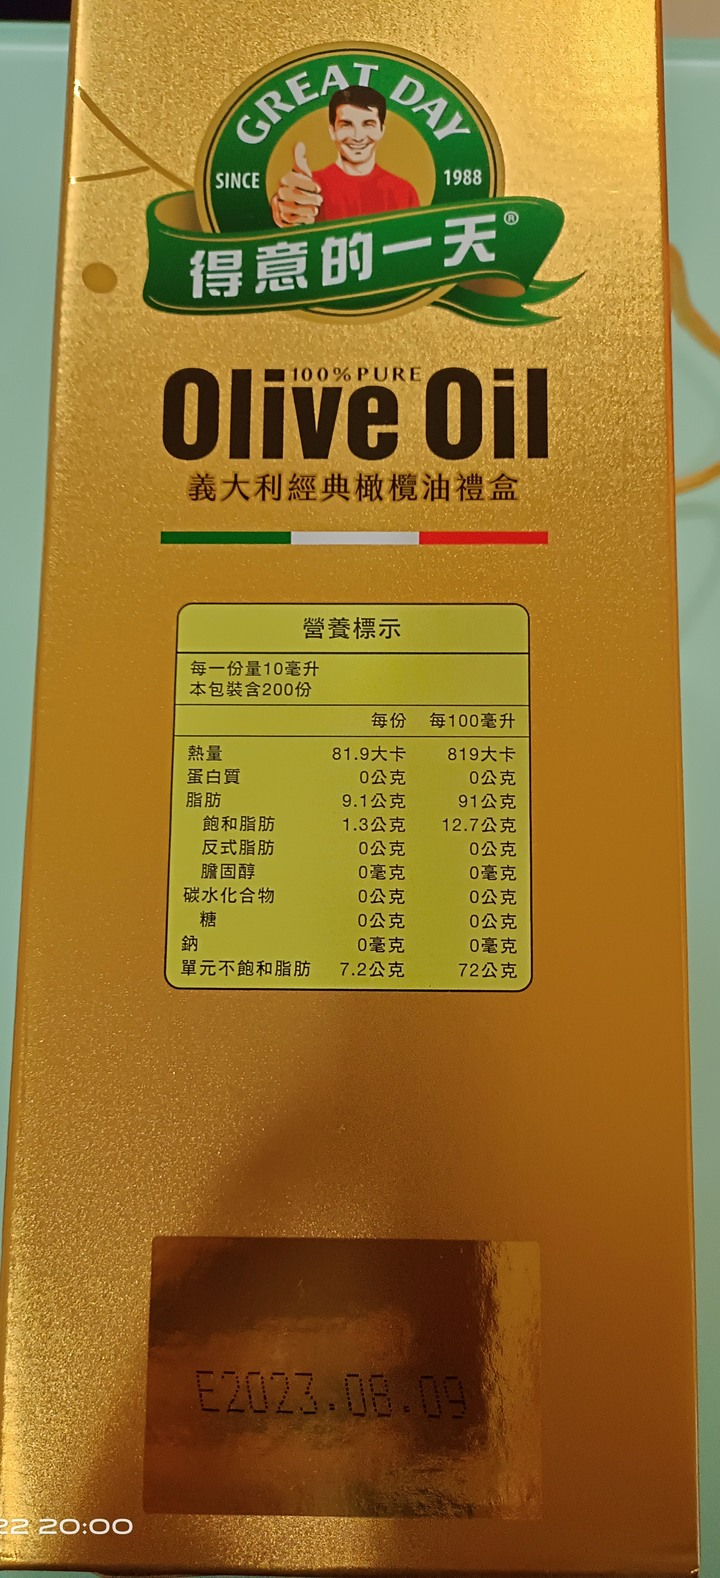 GREAT DAY
SINCE 1988
得意的一天®
100%PURE
Olive Oil
義大利經典橄欖油禮盒
營養標示
每一份量10毫升
本包裝含200份
每份 每100毫升
熱量 81.9大卡 819大卡
蛋白質 0公克 0公克
脂肪 9.1公克 91公克
飽和脂肪 1.3公克 12.7公克
反式脂肪 0公克 0公克
膽固醇 0毫克 0毫克
碳水化合物 0公克 0公克
糖 0公克 0公克
鈉 0毫克 0毫克
單元不飽和脂肪 7.2公克 72公克
E2023.08.09
22 20:00